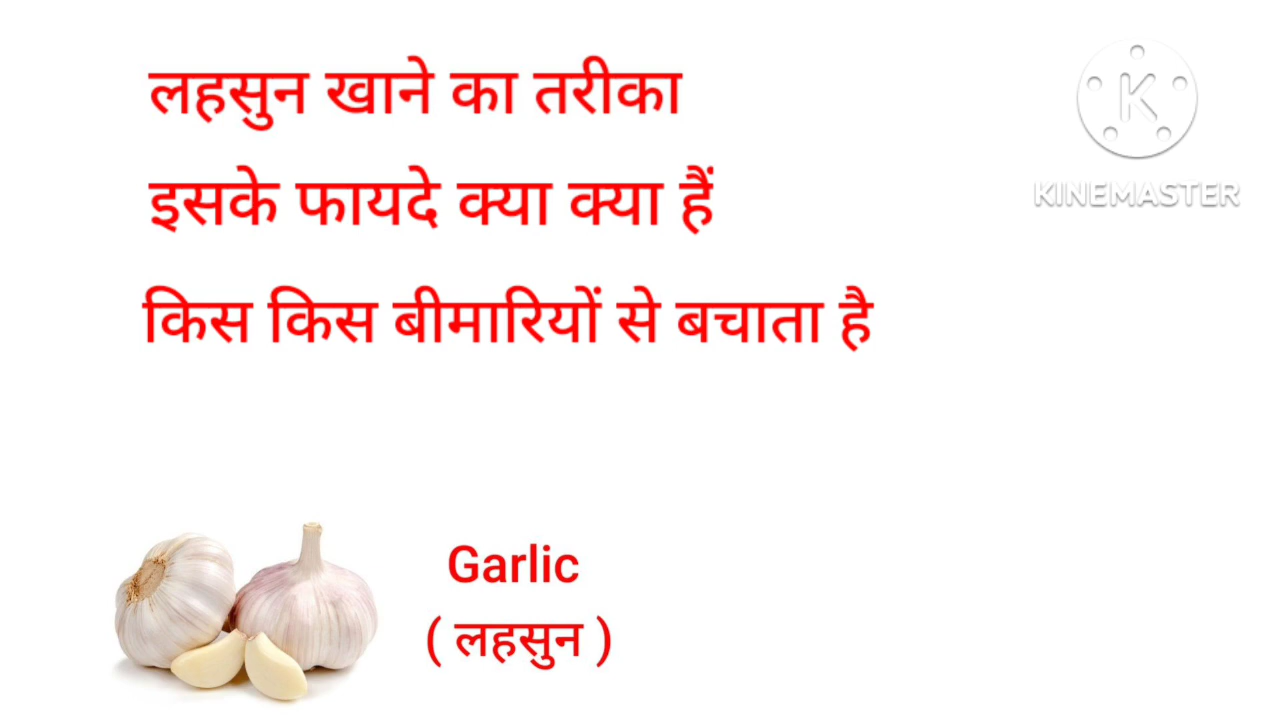 लहसुन खाने का तरीका
इसके फायदे क्या क्या हैं
किस किस बीमारियों से बचाता है
K
KINEMASTER
Garlic
( लहसुन )